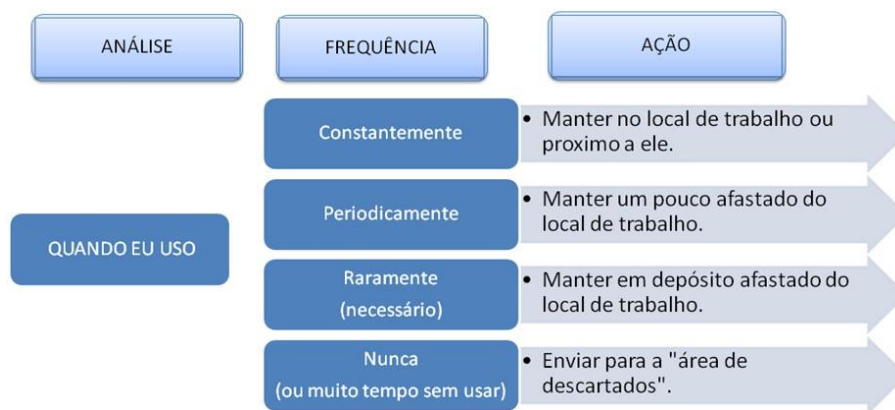 ANÁLISE
FREQUÊNCIA
AÇÃO
QUANDO EU USO
Constantemente
• Manter no local de trabalho ou
proximo a ele.
Periodicamente
• Manter um pouco afastado do
local de trabalho.
Raramente
(necessário)
• Manter em depósito afastado do
local de trabalho.
Nunca
(ou muito tempo sem usar)
• Enviar para a "área de
descartados".